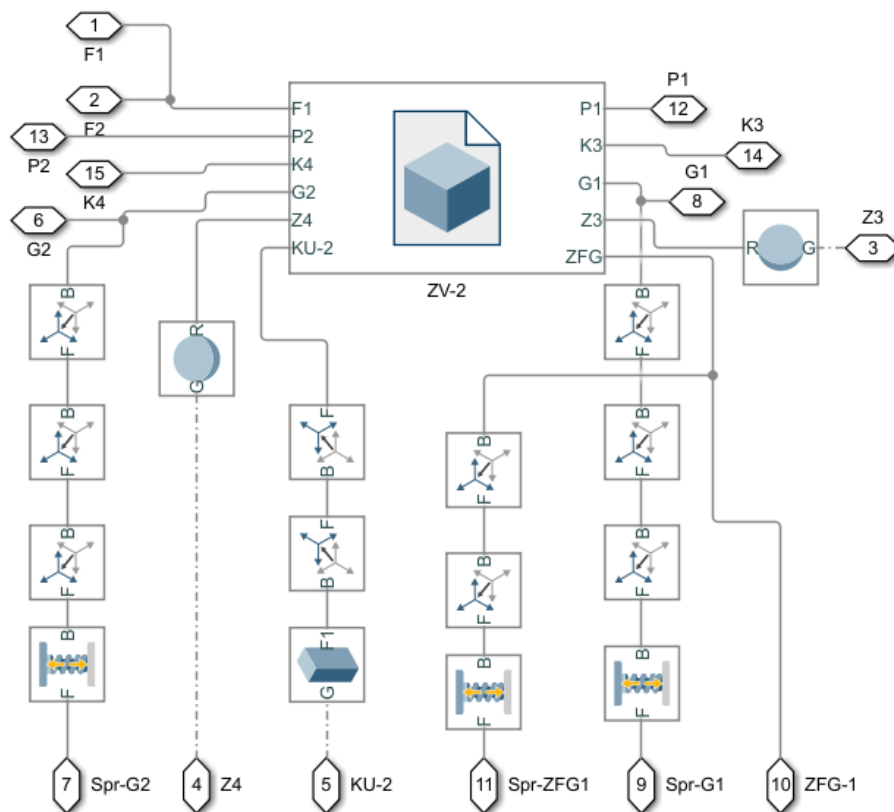 1
F1
2
F2
13
P2
15
K4
6
G2
F1
P2
K4
G2
Z4
KU-2
P1
K3
G1
Z3
ZFG
ZV-2
P1
12
K3
14
G1
8
Z3
3
R G
B
F
B
F
B
F
B
F
R
G
F
B
F
B
F1
G
B
F
B
F
B
F
B
F
B
F
B
F
B
F
7 Spr-G2
4 Z4
5 KU-2
11 Spr-ZFG1
9 Spr-G1
10 ZFG-1